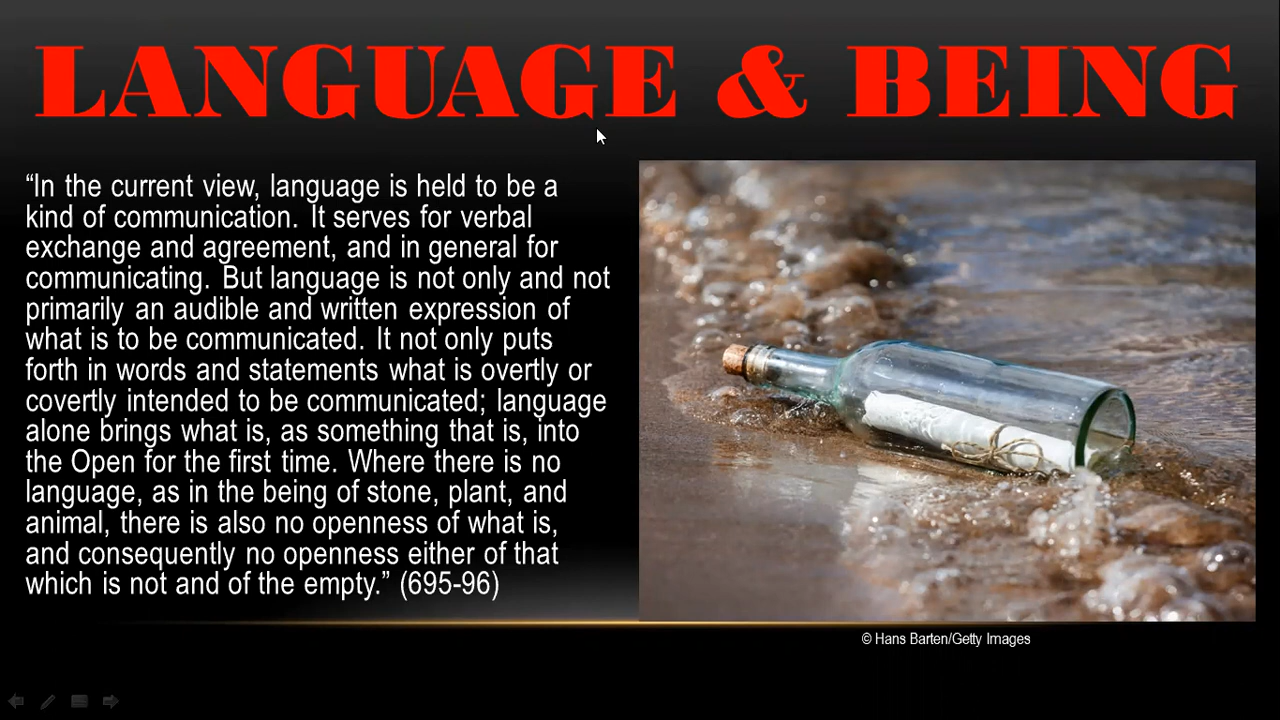 LANGUAGE & BEING
“In the current view, language is held to be a
kind of communication. It serves for verbal
exchange and agreement, and in general for
communicating. But language is not only and not
primarily an audible and written expression of
what is to be communicated. It not only puts
forth in words and statements what is overtly or
covertly intended to be communicated; language
alone brings what is, as something that is, into
the Open for the first time. Where there is no
language, as in the being of stone, plant, and
animal, there is also no openness of what is,
and consequently no openness either of that
which is not and of the empty.” (695-96)
© Hans Barten/Getty Images